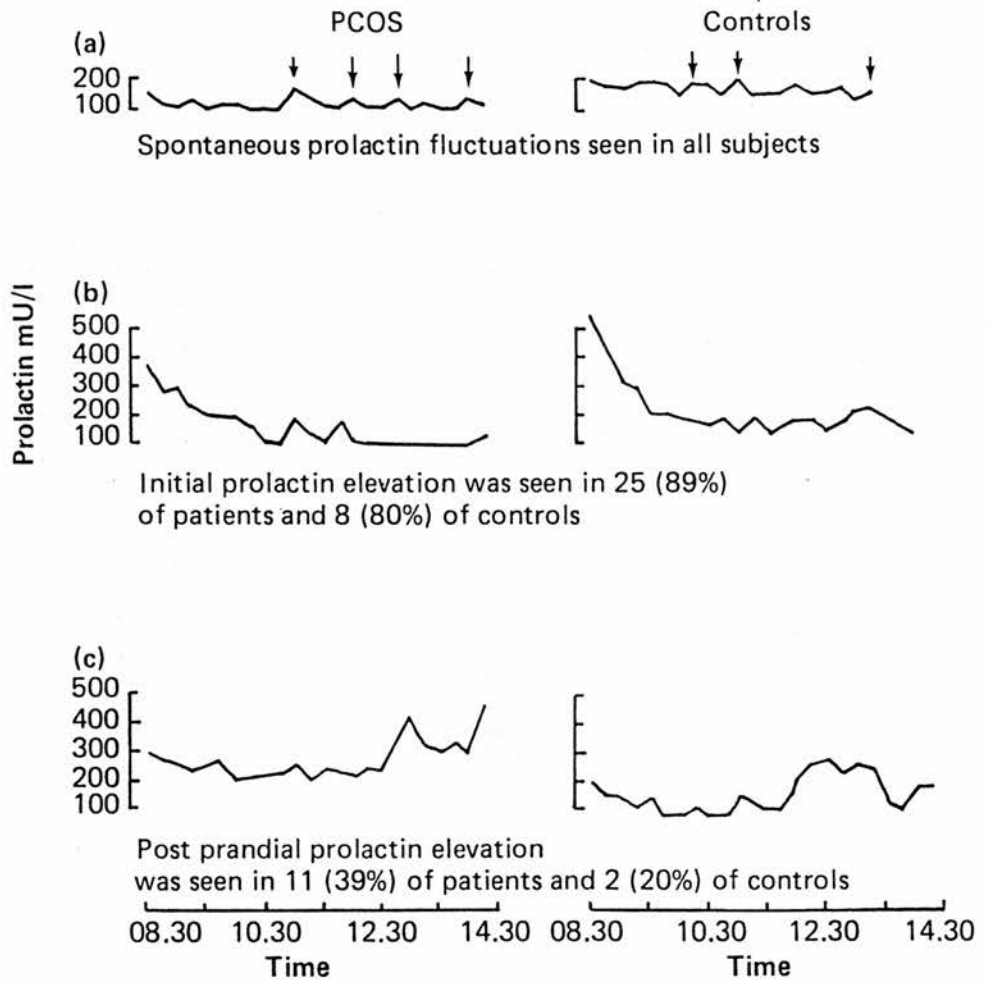 PCOS Controls
(a)
200
100
Spontaneous prolactin fluctuations seen in all subjects
Prolactin mU/l
(b)
500
400
300
200
100
Initial prolactin elevation was seen in 25 (89%)
of patients and 8 (80%) of controls
(c)
500
400
300
200
100
Post prandial prolactin elevation
was seen in 11 (39%) of patients and 2 (20%) of controls
08.30 10.30 12.30 14.30 08.30 10.30 12.30 14.30
Time Time